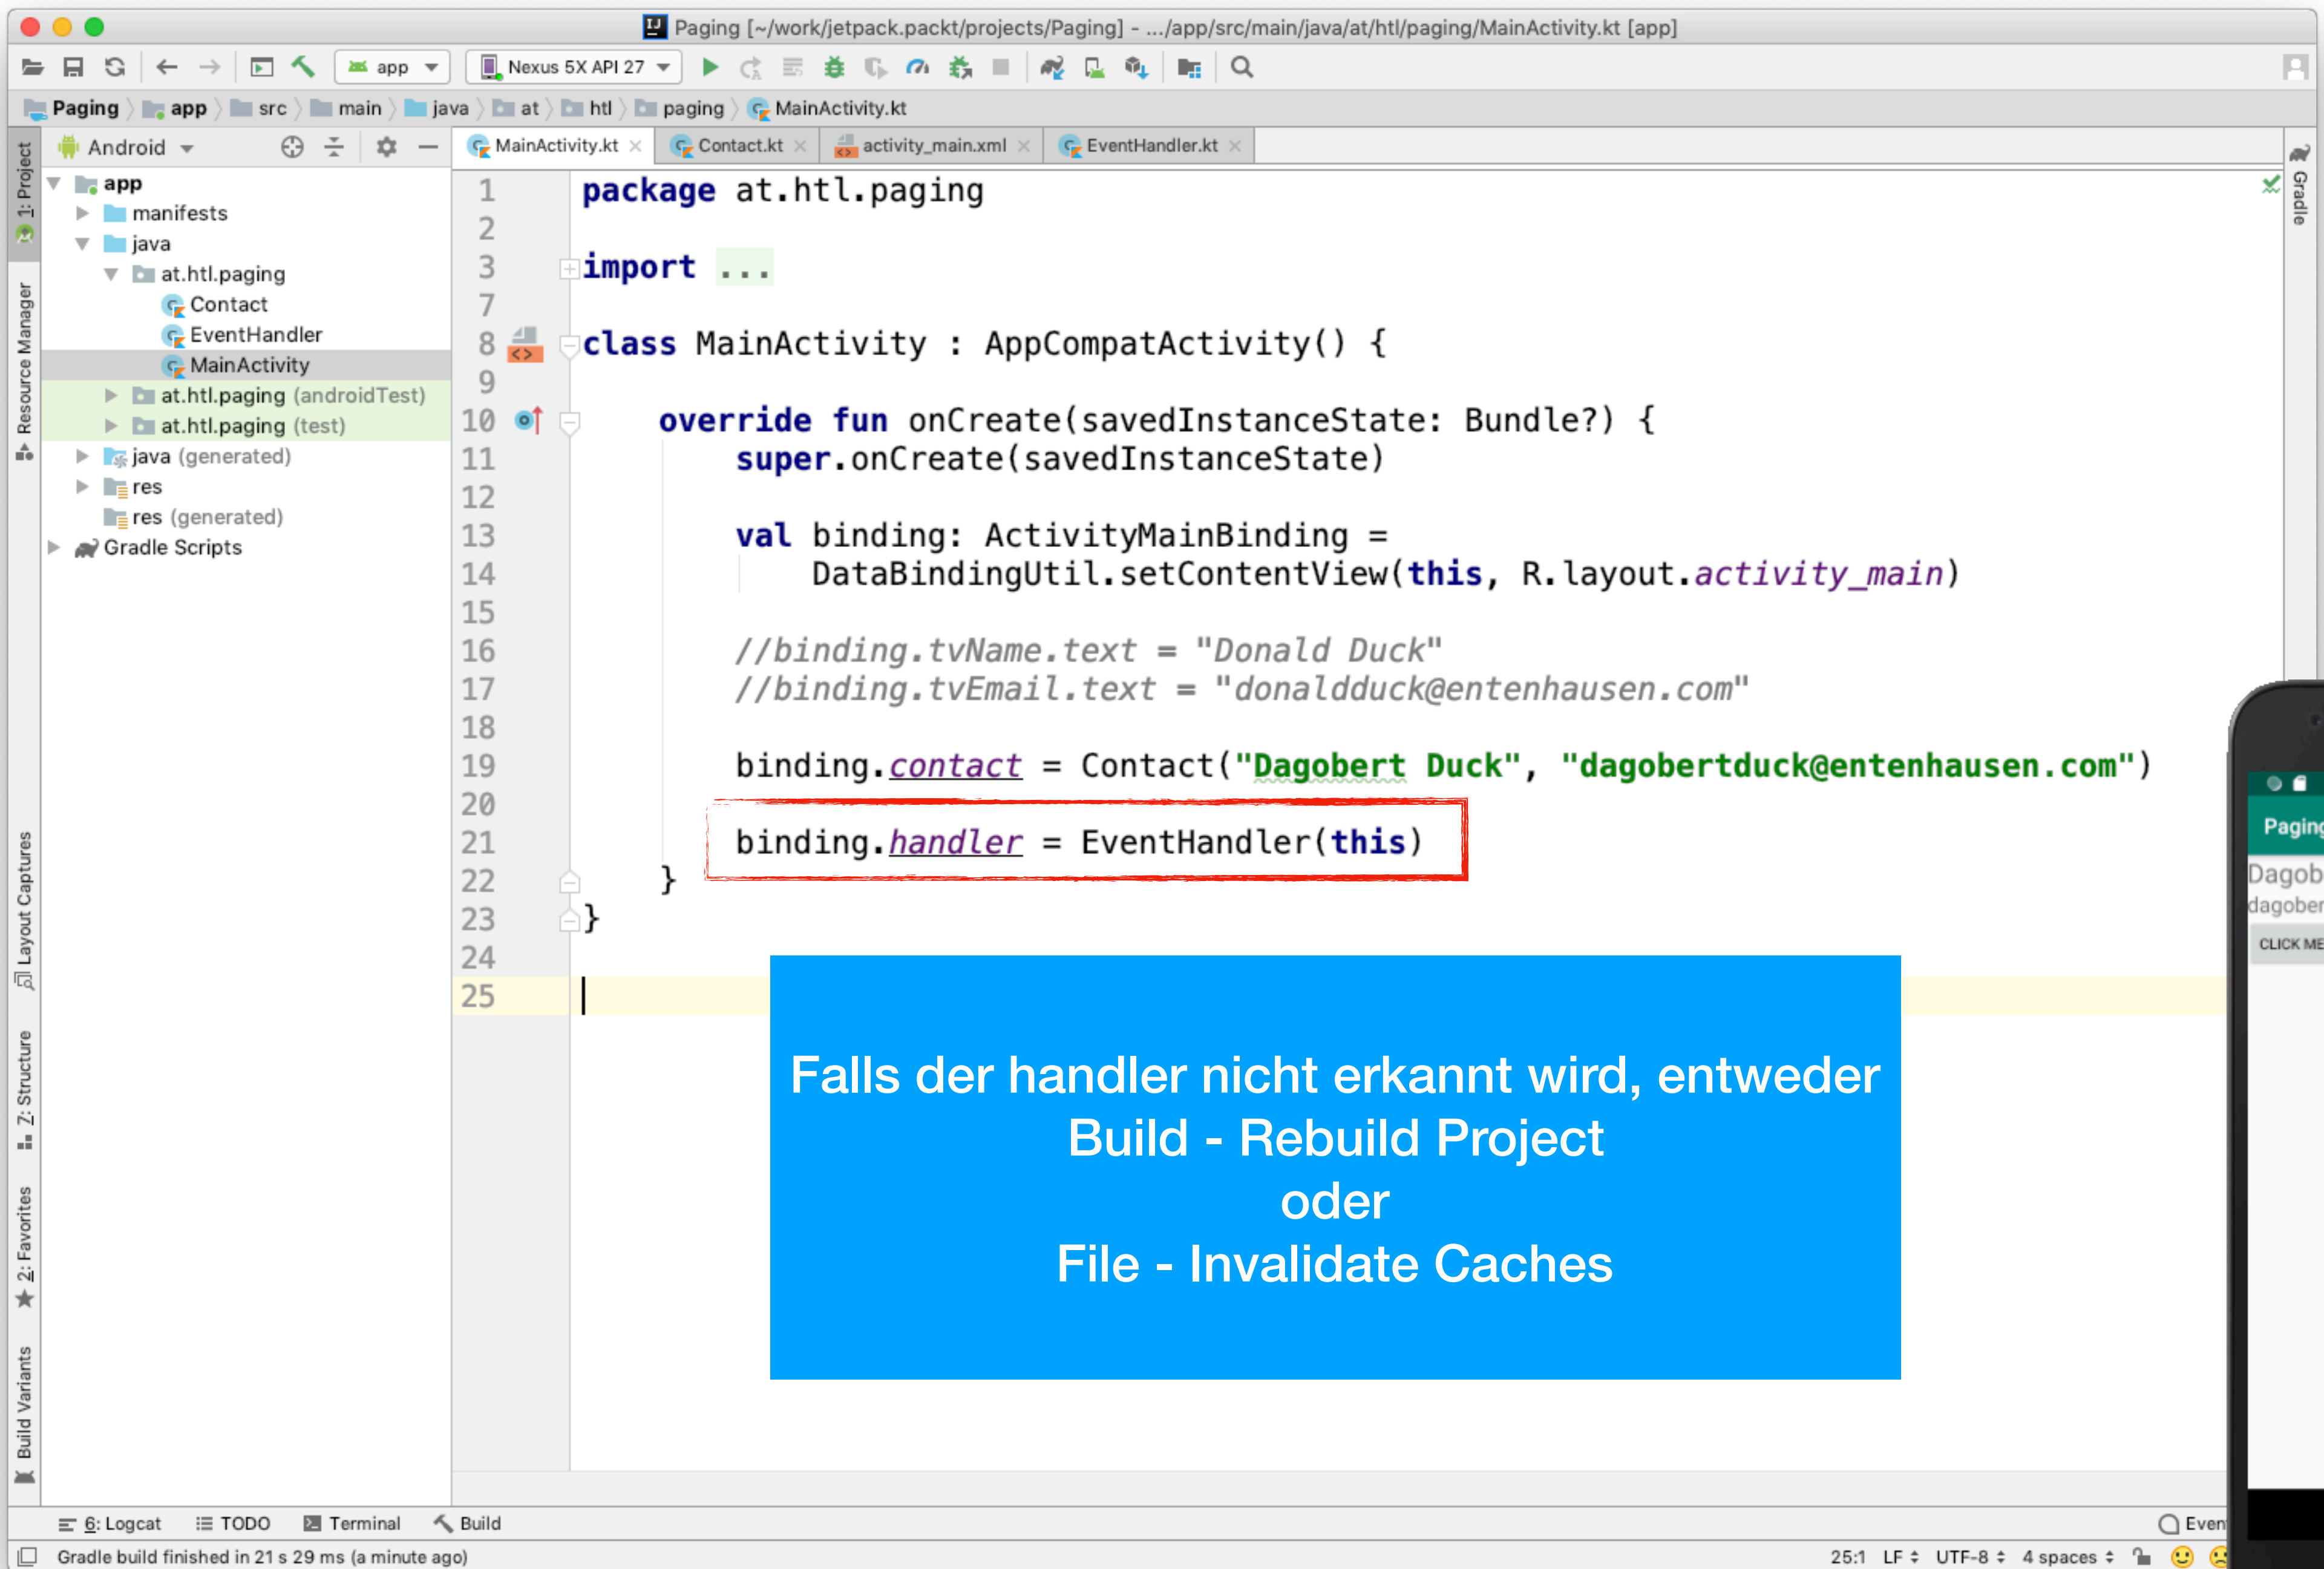 Paging [~/work/jetpack.packt/projects/Paging] - .../app/src/main/java/at/htl/paging/MainActivity.kt [app]
app
Nexus 5X API 27
Paging app src main java at htl paging MainActivity.kt
1: Project
Resource Manager
Layout Captures
Z: Structure
2: Favorites
Build Variants
Android
app
manifests
java
at.htl.paging
Contact
EventHandler
MainActivity
at.htl.paging (androidTest)
at.htl.paging (test)
java (generated)
res
res (generated)
Gradle Scripts
MainActivity.kt Contact.kt activity_main.xml EventHandler.kt
1 package at.htl.paging
2
3 import ...
7
8 class MainActivity : AppCompatActivity() {
9
10 override fun onCreate(savedInstanceState: Bundle?) {
11 super.onCreate(savedInstanceState)
12
13 val binding: ActivityMainBinding =
14 DataBindingUtil.setContentView(this, R.layout.activity_main)
15
16 //binding.tvName.text = "Donald Duck"
17 //binding.tvEmail.text = "donaldduck@entenhausen.com"
18
19 binding.contact = Contact("Dagobert Duck", "dagobertduck@entenhausen.com")
20
21 binding.handler = EventHandler(this)
22 }
23 }
24
25
Falls der handler nicht erkannt wird, entweder
Build - Rebuild Project
oder
File - Invalidate Caches
Gradle
Paging
Dagob
dagober
CLICK ME
6: Logcat TODO Terminal Build
Even
Gradle build finished in 21 s 29 ms (a minute ago)
25:1 LF UTF-8 4 spaces